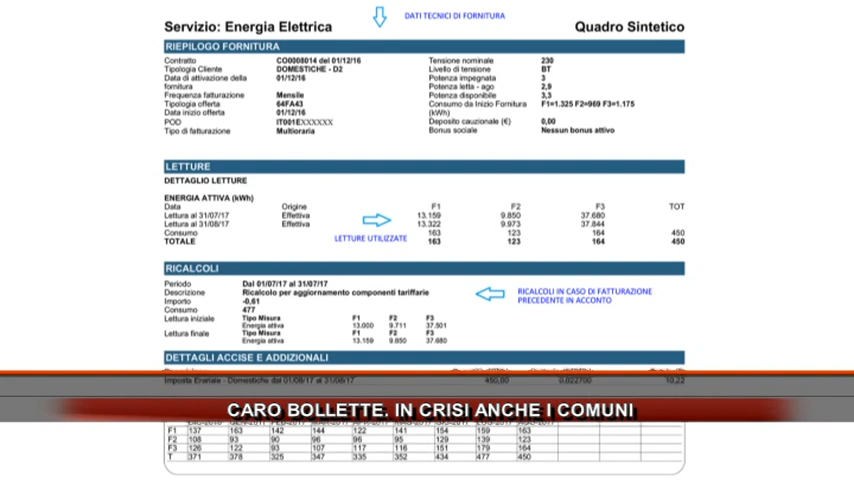 DATI TECNICI DI FORNITURA
Servizio: Energia Elettrica Quadro Sintetico
RIEPILOGO FORNITURA
Contratto CO0008014 del 01/12/16 Tensione nominale 230
Tipologia Cliente DOMESTICHE - D2 Livello di tensione BT
Data di attivazione della fornitura 01/12/16 Potenza impegnata 3
Potenza letta - ago 2,9
Frequenza fatturazione Mensile Potenza disponibile 3,3
Tipologia offerta 64FA43 Consumo da Inizio Fornitura (kWh) F1=1.325 F2=969 F3=1.175
Data inizio offerta 01/12/16
POD IT001EXXXXXX Deposito cauzionale (€) 0,00
Tipo di fatturazione Multioraria Bonus sociale Nessun bonus attivo
LETTURE
DETTAGLIO LETTURE
ENERGIA ATTIVA (kWh)
Data Origine F1 F2 F3 TOT
Lettura al 31/07/17 Effettiva 13.159 9.850 37.680
Lettura al 31/08/17 Effettiva 13.322 9.973 37.844
Consumo 163 123 164 450
LETTURE UTILIZZATE
TOTALE 163 123 164 450
RICALCOLI
Periodo Dal 01/07/17 al 31/07/17
Descrizione Ricalcolo per aggiornamento componenti tariffarie
Importo -0,61
Consumo 477
RICALCOLI IN CASO DI FATTURAZIONE
PRECEDENTE IN ACCONTO
Lettura iniziale Tipo Misura F1 F2 F3
Energia attiva 13.000 9.711 37.501
Lettura finale Tipo Misura F1 F2 F3
Energia attiva 13.159 9.850 37.680
DETTAGLI ACCISE E ADDIZIONALI
Imposta Erariale - Domestiche dal 01/08/17 al 31/08/17 450,00 0,022700 10,22
CARO BOLLETTE. IN CRISI ANCHE I COMUNI
F1 137 163 142 144 122 141 154 159 163
F2 108 93 90 96 96 95 129 139 123
F3 126 122 93 107 117 116 151 179 164
T 371 378 325 347 335 352 434 477 450